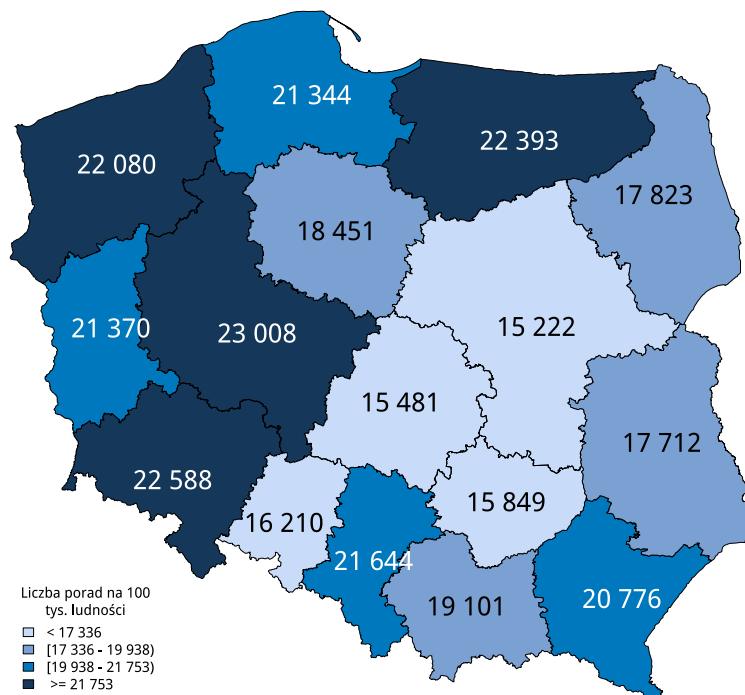 21 344
22 393
22 080
17 823
18 451
21 370
23 008
15 222
15 481
17 712
22 588
15 849
16 210
21 644
20 776
19 101
Liczba porad na 100
tys. ludności
< 17 336
[17 336 - 19 938)
[19 938 - 21 753)
>= 21 753